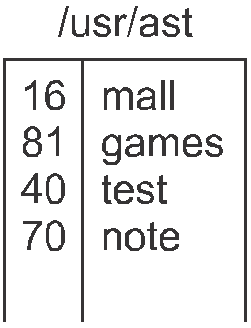 /usr/ast
16 mall
81 games
40 test
70 note